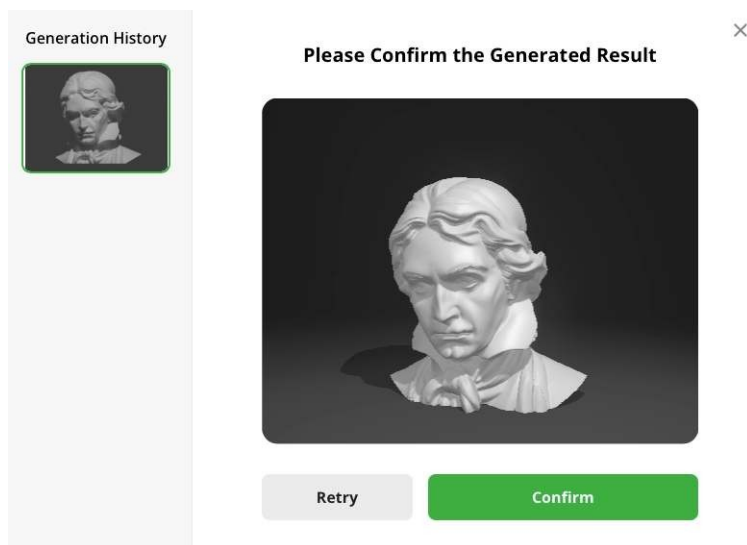 Generation History
Please Confirm the Generated Result
Retry
Confirm